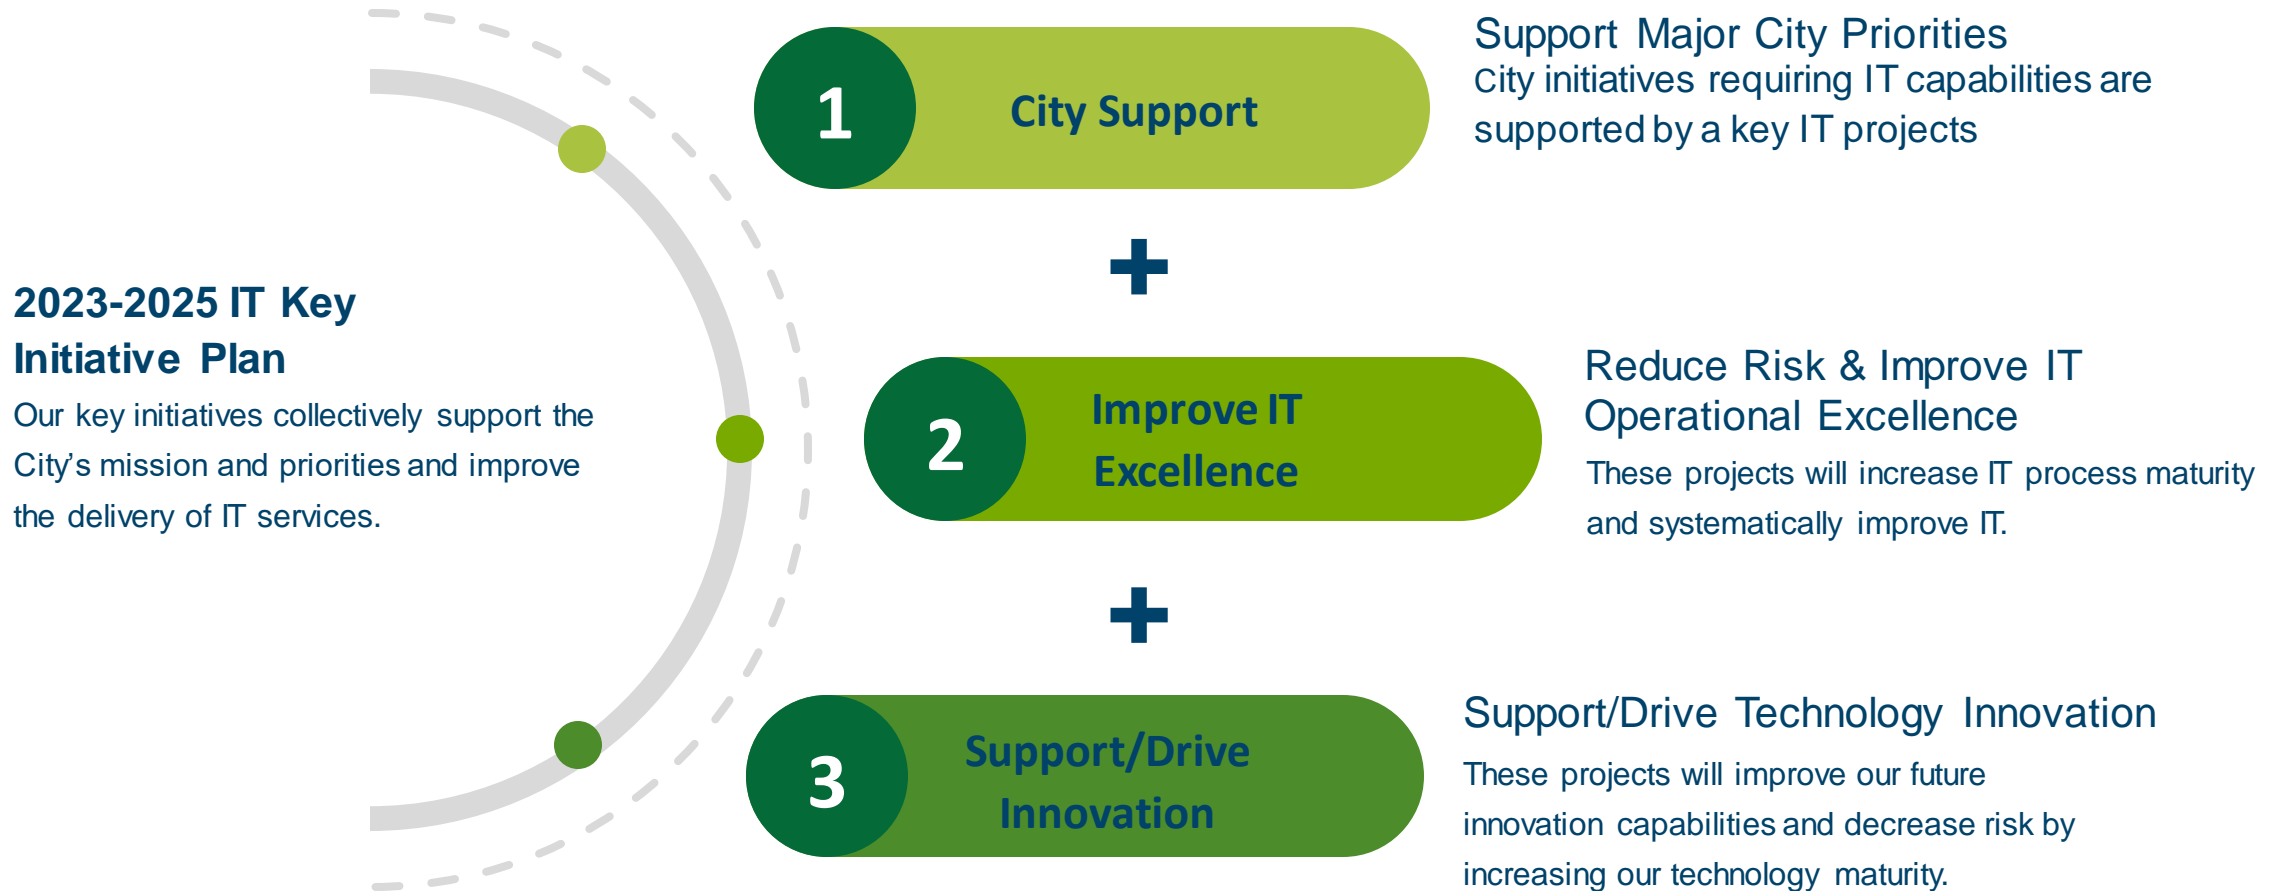 2023-2025 IT Key
Initiative Plan
Our key initiatives collectively support the
City’s mission and priorities and improve
the delivery of IT services.
1
City Support
Support Major City Priorities
City initiatives requiring IT capabilities are
supported by a key IT projects
+
2
Improve IT
Excellence
Reduce Risk & Improve IT
Operational Excellence
These projects will increase IT process maturity
and systematically improve IT.
+
3
Support/Drive
Innovation
Support/Drive Technology Innovation
These projects will improve our future
innovation capabilities and decrease risk by
increasing our technology maturity.